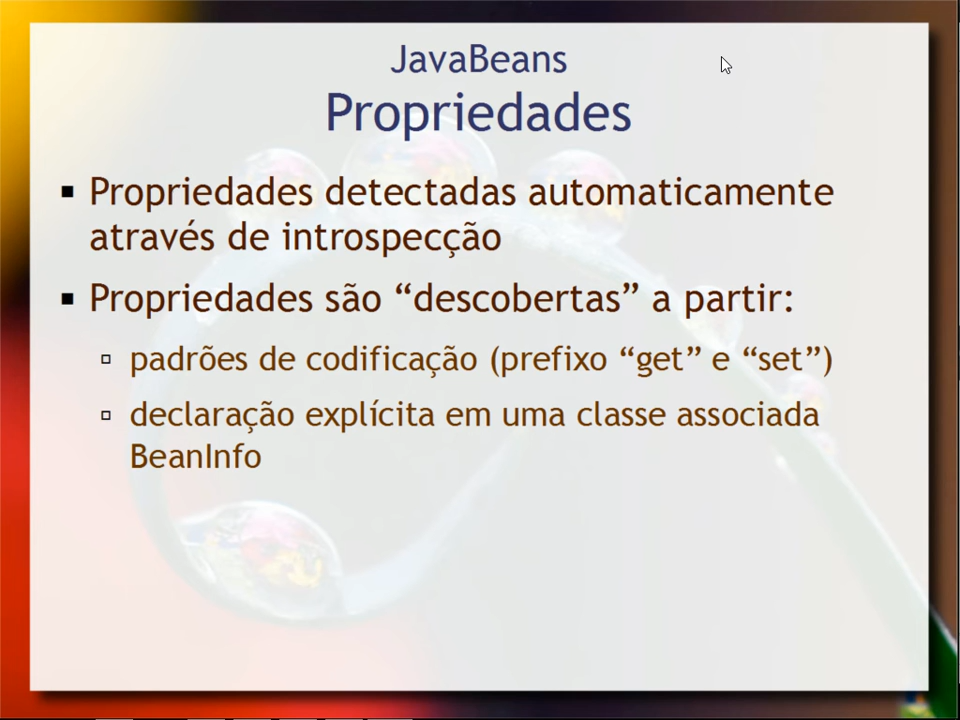 JavaBeans
Propriedades
Propriedades detectadas automaticamente
através de introspecção
Propriedades são “descobertas” a partir:
padrões de codificação (prefixo “get” e “set”)
declaração explícita em uma classe associada
BeanInfo